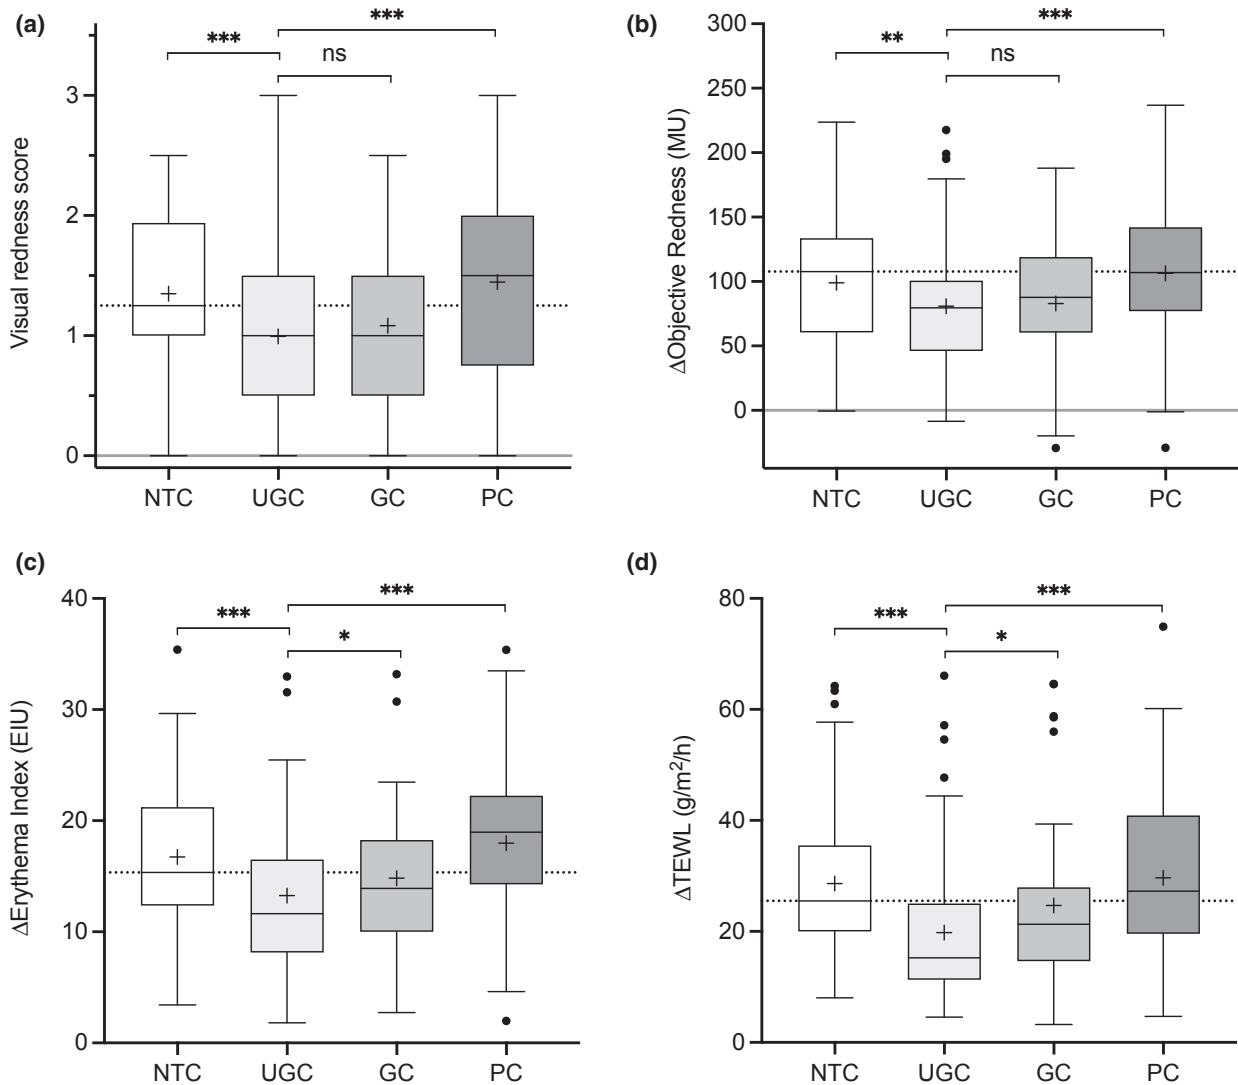 (a)
***
***
ns
Visual redness score
3
2
1
0
NTC UGC GC PC
(b)
**
***
ns
ΔObjective Redness (MU)
300
250
200
150
100
50
0
NTC UGC GC PC
(c)
***
***
*
ΔErythema Index (EIU)
40
30
20
10
0
NTC UGC GC PC
(d)
***
***
*
ΔTEWL (g/m²/h)
80
60
40
20
0
NTC UGC GC PC